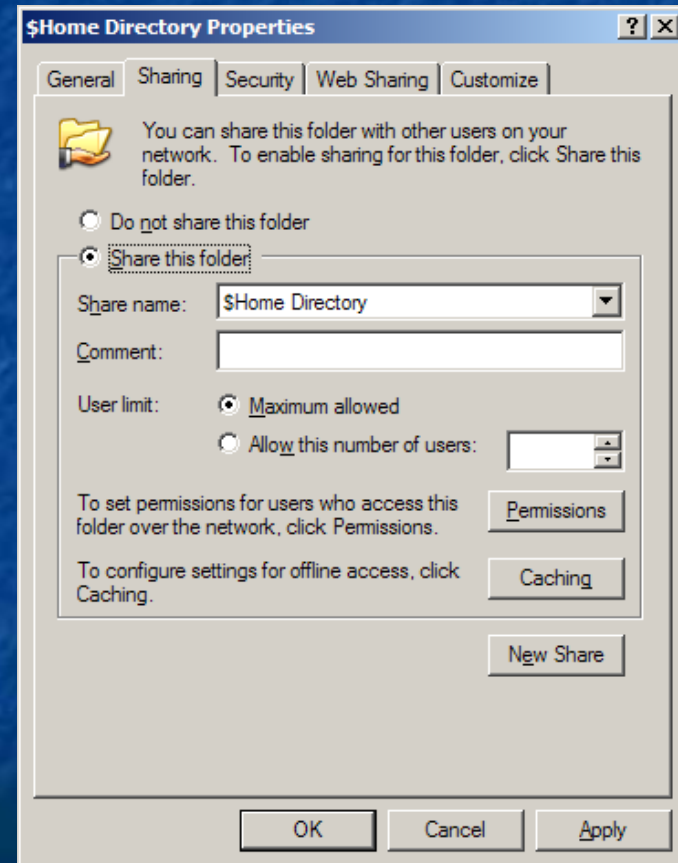 $Home Directory Properties
General Sharing Security Web Sharing Customize
You can share this folder with other users on your
network. To enable sharing for this folder, click Share this
folder.
Do not share this folder
Share this folder
Share name: $Home Directory
Comment:
User limit: Maximum allowed
Allow this number of users:
To set permissions for users who access this
folder over the network, click Permissions.
Permissions
To configure settings for offline access, click
Caching.
Caching
New Share
OK Cancel Apply